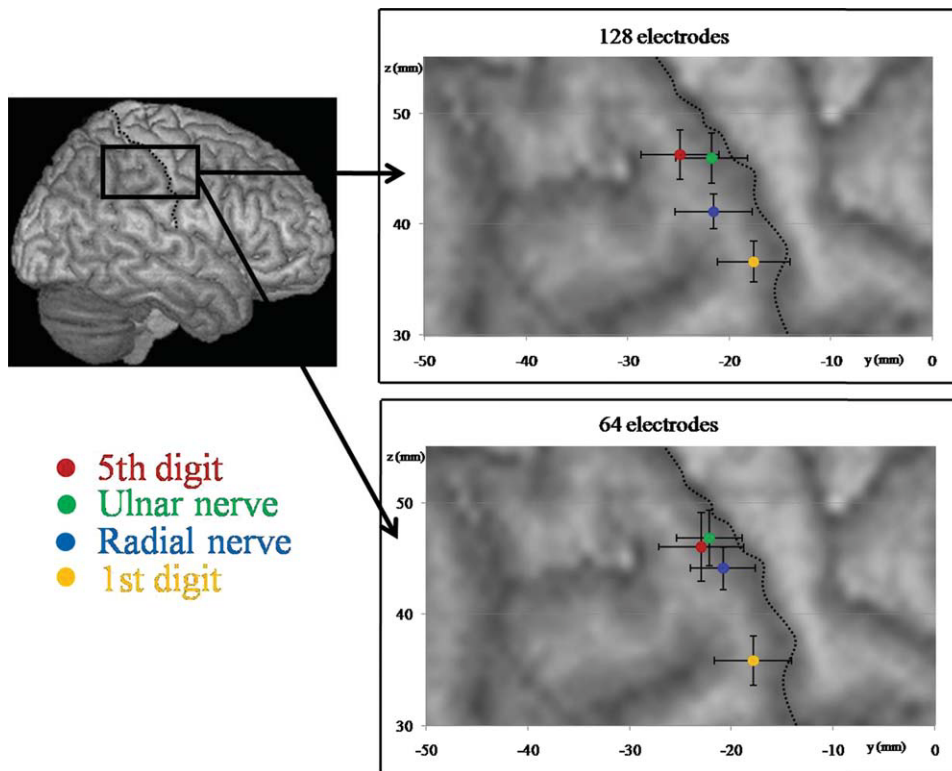 128 electrodes
z (mm)
50
40
30
-50 -40 -30 -20 -10 y (mm) 0
5th digit
Ulnar nerve
Radial nerve
1st digit
64 electrodes
z (mm)
50
40
30
-50 -40 -30 -20 -10 y (mm) 0